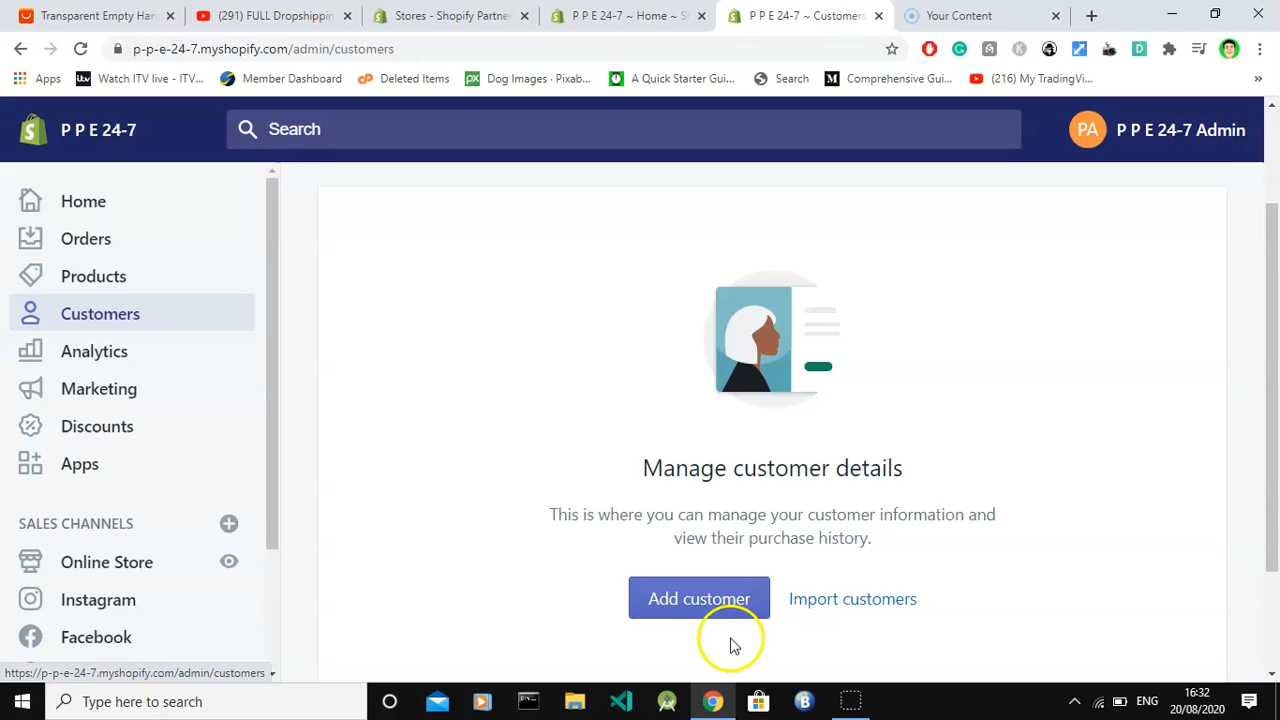 Transparent Empty Han
(291) FULL Dropshippin
Stores - Shopify Partner
P P E 24-7 ~ Home ~ Sh
P P E 24-7 ~ Customers
Your Content
p-p-e-24-7.myshopify.com/admin/customers
Apps
Watch ITV live - ITV...
Member Dashboard
Deleted Items
Dog Images · Pixab...
A Quick Starter Gui...
Search
Comprehensive Gui...
(216) My TradingVi...
»
P P E 24-7
Search
PA
P P E 24-7 Admin
Home
Orders
Products
Customers
Analytics
Marketing
Discounts
Apps
SALES CHANNELS
Online Store
Instagram
Facebook
Manage customer details
This is where you can manage your customer information and
view their purchase history.
Add customer
Import customers
https://p-p-e-24-7.myshopify.com/admin/customers
Type here to search
ENG
16:32
20/08/2020